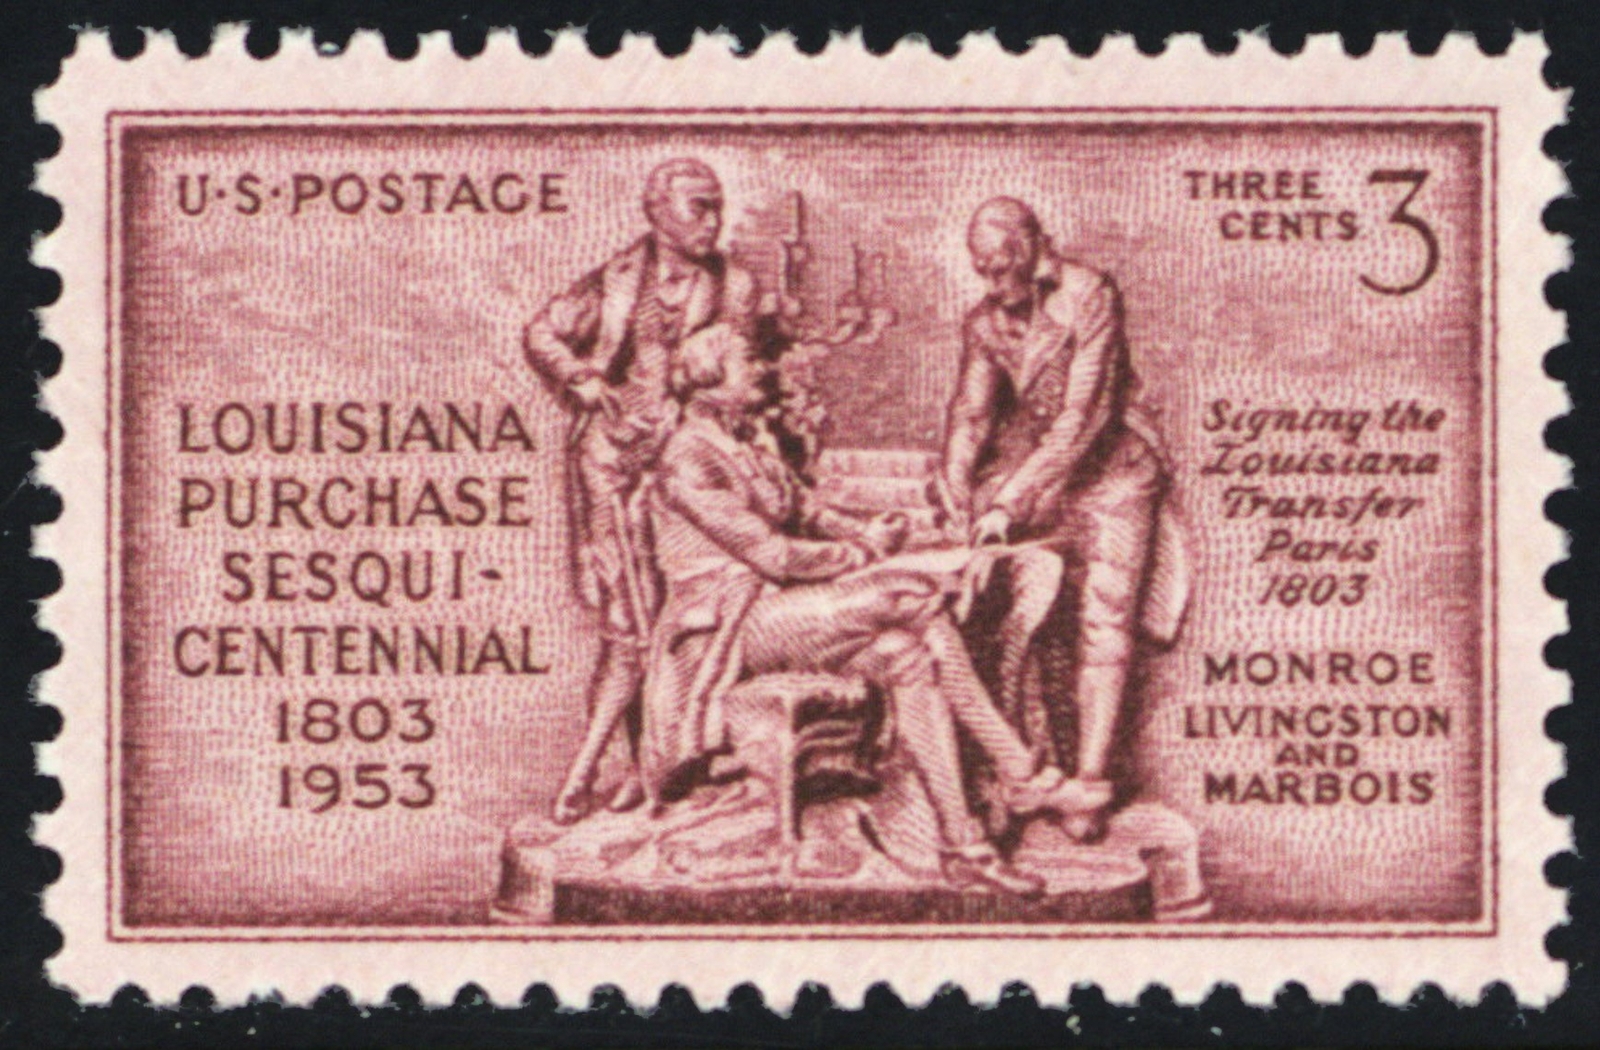 U·S·POSTAGE
THREE
CENTS 3
LOUISIANA
PURCHASE
SESQUI-
CENTENNIAL
1803
1953
Signing the
Louisiana
Transfer
Paris
1803
MONROE
LIVINGSTON
AND
MARBOIS